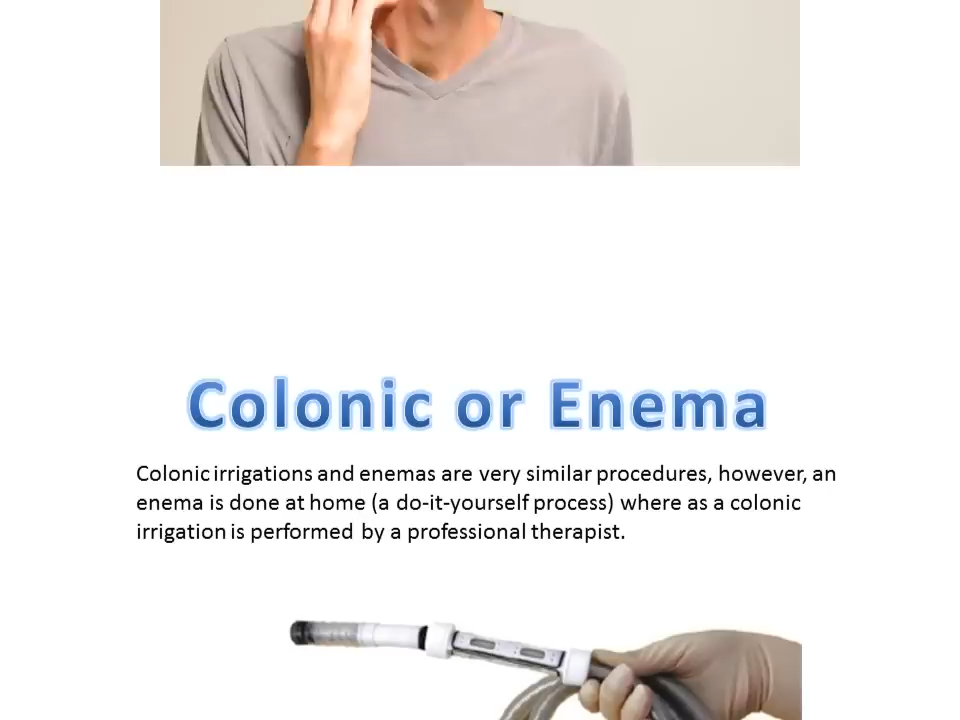 Colonic or Enema
Colonic irrigations and enemas are very similar procedures, however, an
enema is done at home (a do-it-yourself process) where as a colonic
irrigation is performed by a professional therapist.